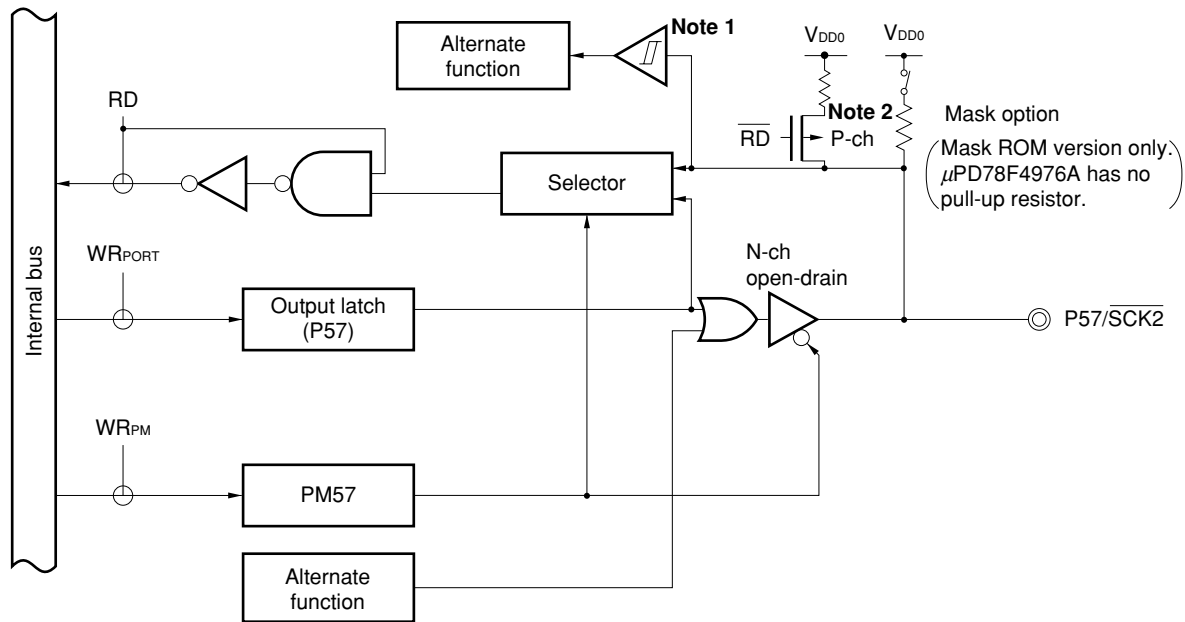 Note 1
VDD0
VDD0
Alternate
function
RD
Note 2
Mask option
RD
P-ch
Mask ROM version only.
μPD78F4976A has no
pull-up resistor.
Selector
Internal bus
WRPORT
N-ch
open-drain
Output latch
(P57)
P57/SCK2
WRPM
PM57
Alternate
function